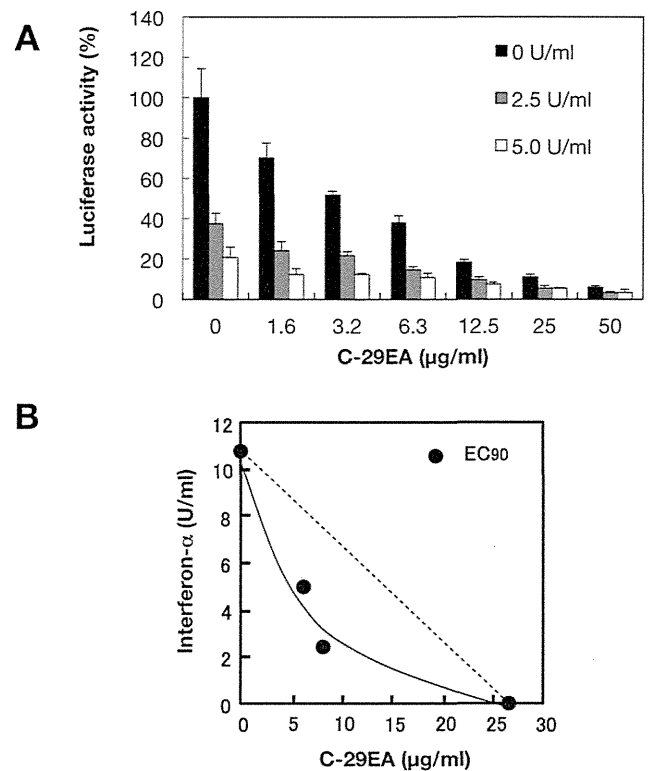 A
Luciferase activity (%)
140
120
100
80
60
40
20
0
0 U/ml
2.5 U/ml
5.0 U/ml
0 1.6 3.2 6.3 12.5 25 50
C-29EA (μg/ml)
B
Interferon-α (U/ml)
12
10
8
6
4
2
0
EC90
0 5 10 15 20 25 30
C-29EA (μg/ml)